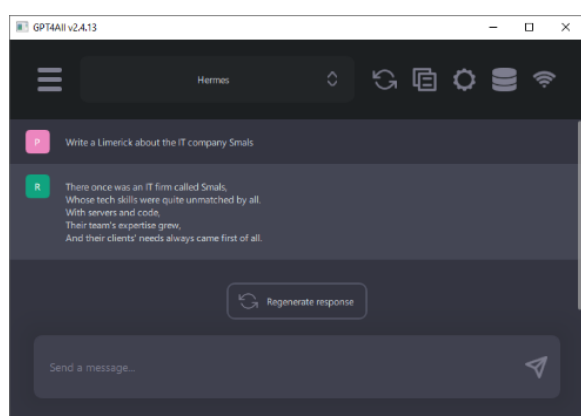 GPT4All v2.4.13
Hermes
P
Write a Limerick about the IT company Smals
R
There once was an IT firm called Smals,
Whose tech skills were quite unmatched by all.
With servers and code,
Their team's expertise grew,
And their clients' needs always came first of all.
Regenerate response
Send a message...